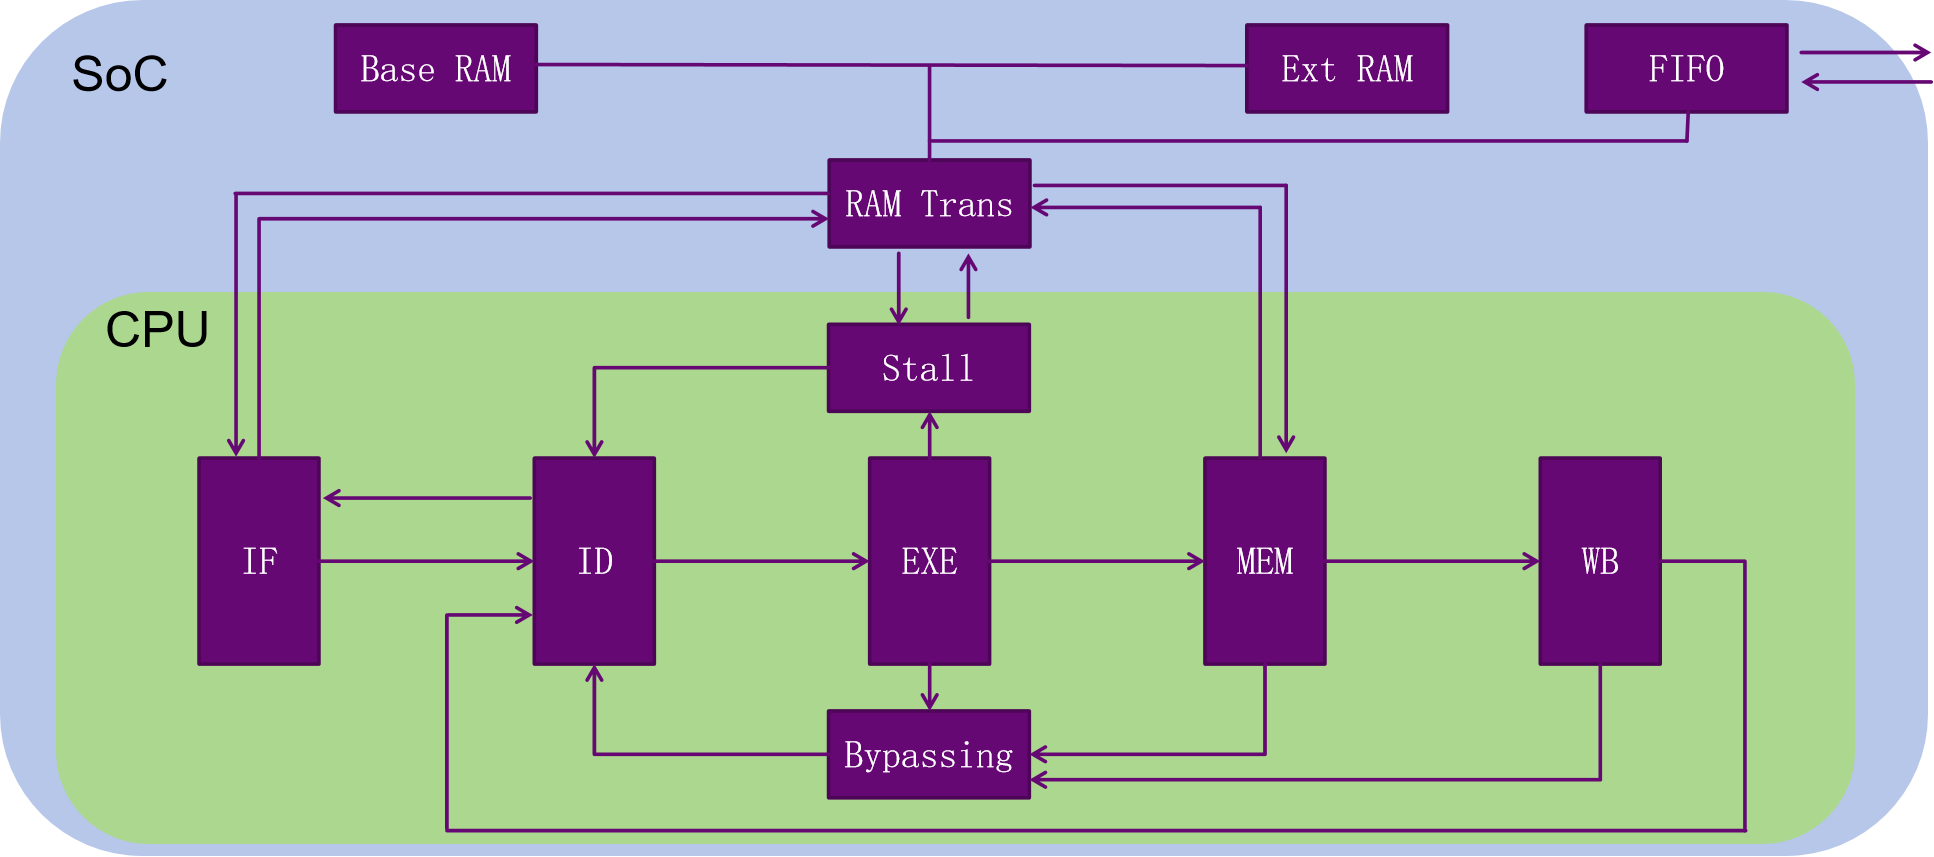 SoC
Base RAM
Ext RAM
FIFO
RAM Trans
CPU
Stall
IF
ID
EXE
MEM
WB
Bypassing